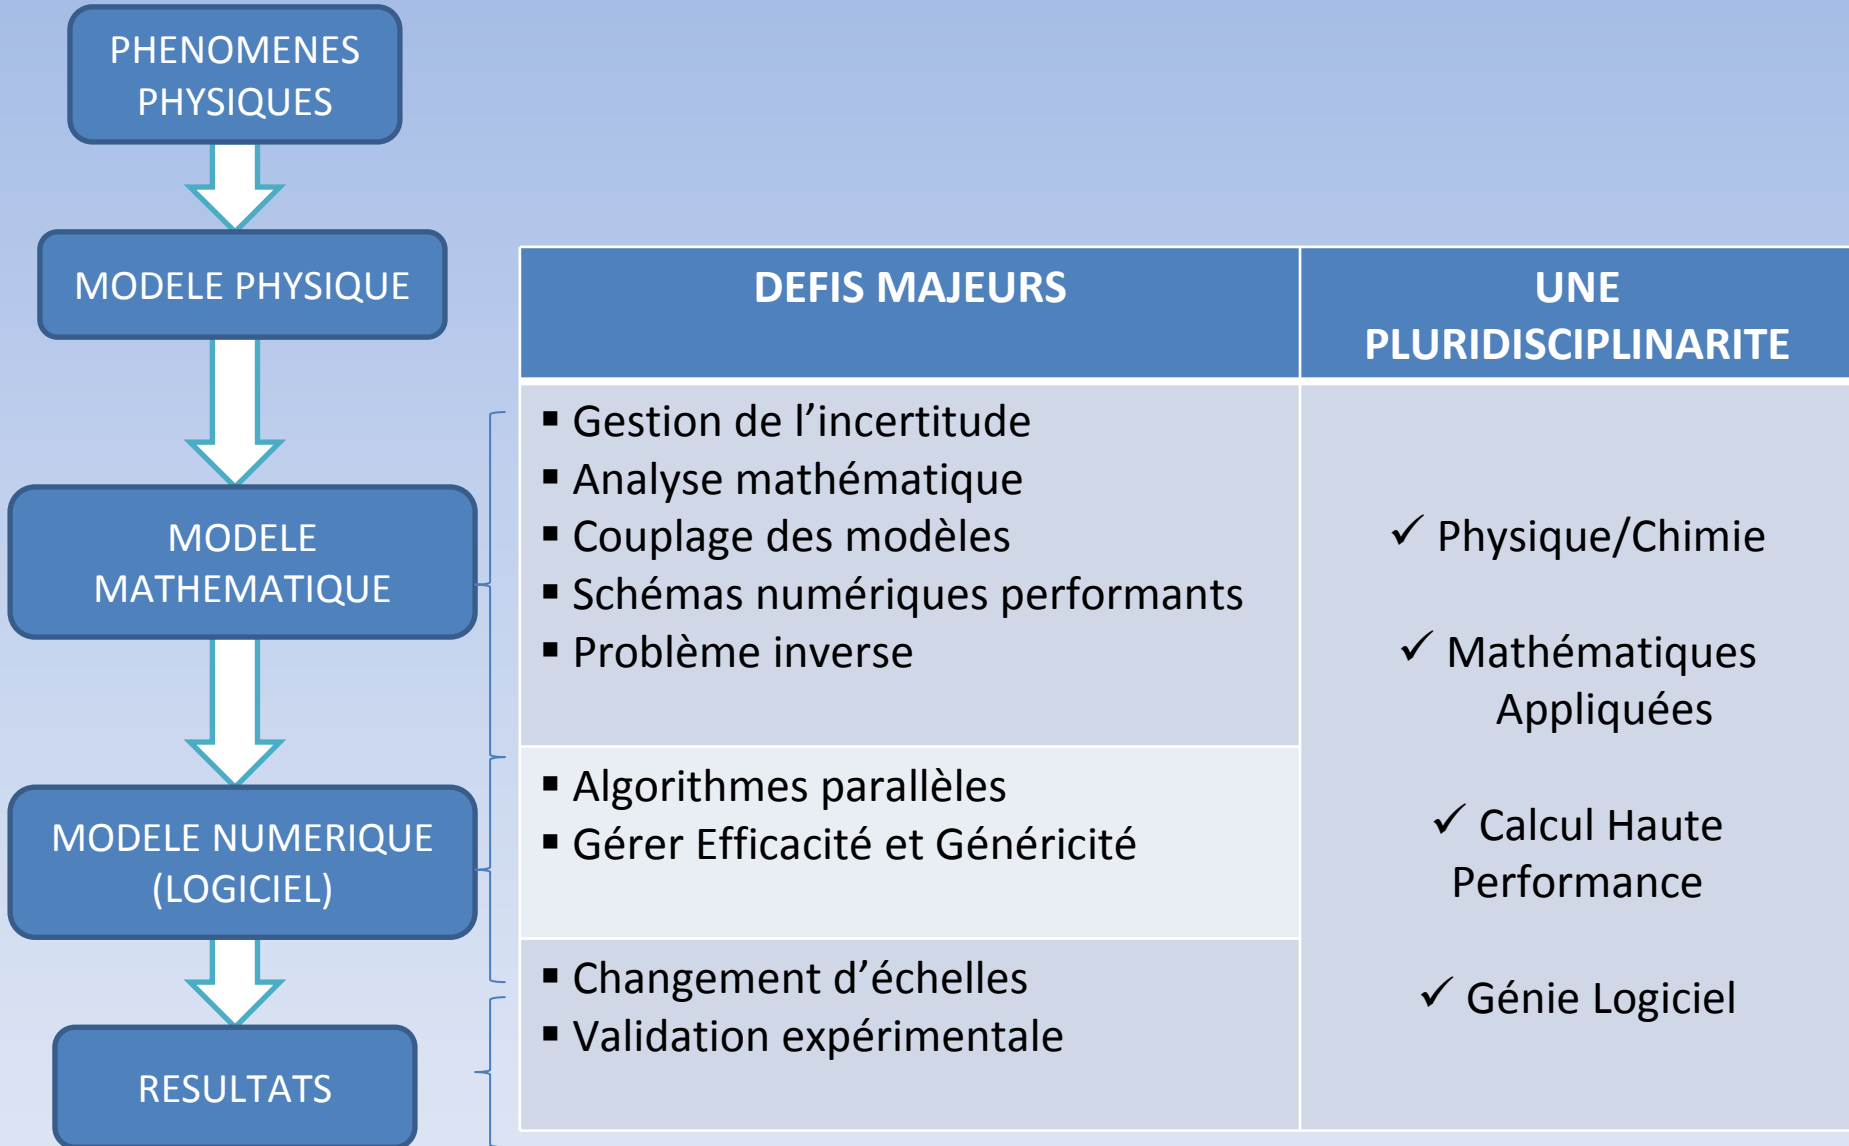 PHENOMENES
PHYSIQUES
MODELE PHYSIQUE
MODELE
MATHEMATIQUE
MODELE NUMERIQUE
(LOGICIEL)
RESULTATS
DEFIS MAJEURS
▪ Gestion de l’incertitude
▪ Analyse mathématique
▪ Couplage des modèles
▪ Schémas numériques performants
▪ Problème inverse
▪ Algorithmes parallèles
▪ Gérer Efficacité et Généricité
▪ Changement d’échelles
▪ Validation expérimentale
UNE
PLURIDISCIPLINARITE
✓ Physique/Chimie
✓ Mathématiques
Appliquées
✓ Calcul Haute
Performance
✓ Génie Logiciel